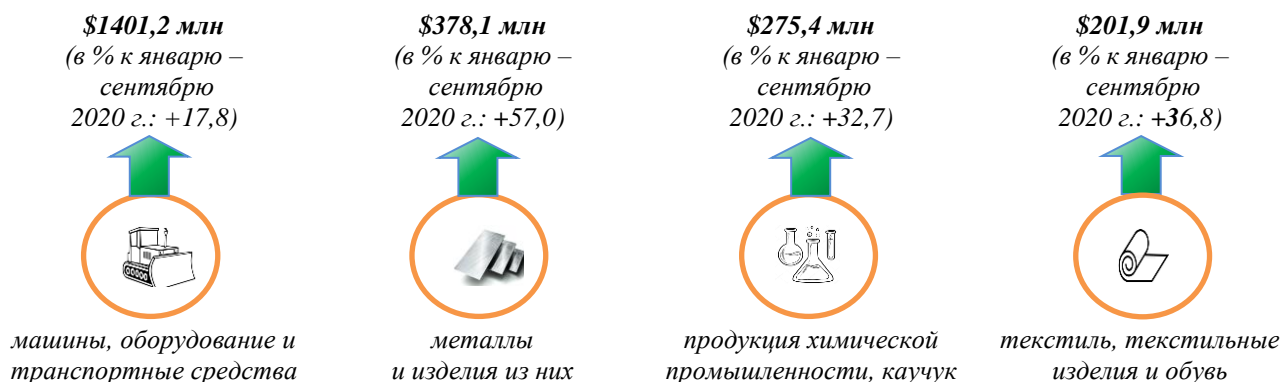 $1401,2 млн
(в % к январю –
сентябрю
2020 г.: +17,8)
$378,1 млн
(в % к январю –
сентябрю
2020 г.: +57,0)
$275,4 млн
(в % к январю –
сентябрю
2020 г.: +32,7)
$201,9 млн
(в % к январю –
сентябрю
2020 г.: +36,8)
машины, оборудование и
транспортные средства
металлы
и изделия из них
продукция химической
промышленности, каучук
текстиль, текстильные
изделия и обувь